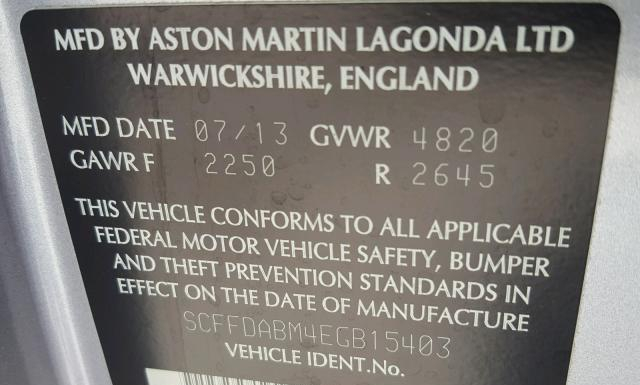 MFD BY ASTON MARTIN LAGONDA LTD
WARWICKSHIRE, ENGLAND
MFD DATE 07/13 GVWR 4820
GAWR F 2250 R 2645
THIS VEHICLE CONFORMS TO ALL APPLICABLE
FEDERAL MOTOR VEHICLE SAFETY, BUMPER
AND THEFT PREVENTION STANDARDS IN
EFFECT ON THE DATE OF MANUFACTURE
SCFFDABM4EGB15403
VEHICLE IDENT.No.